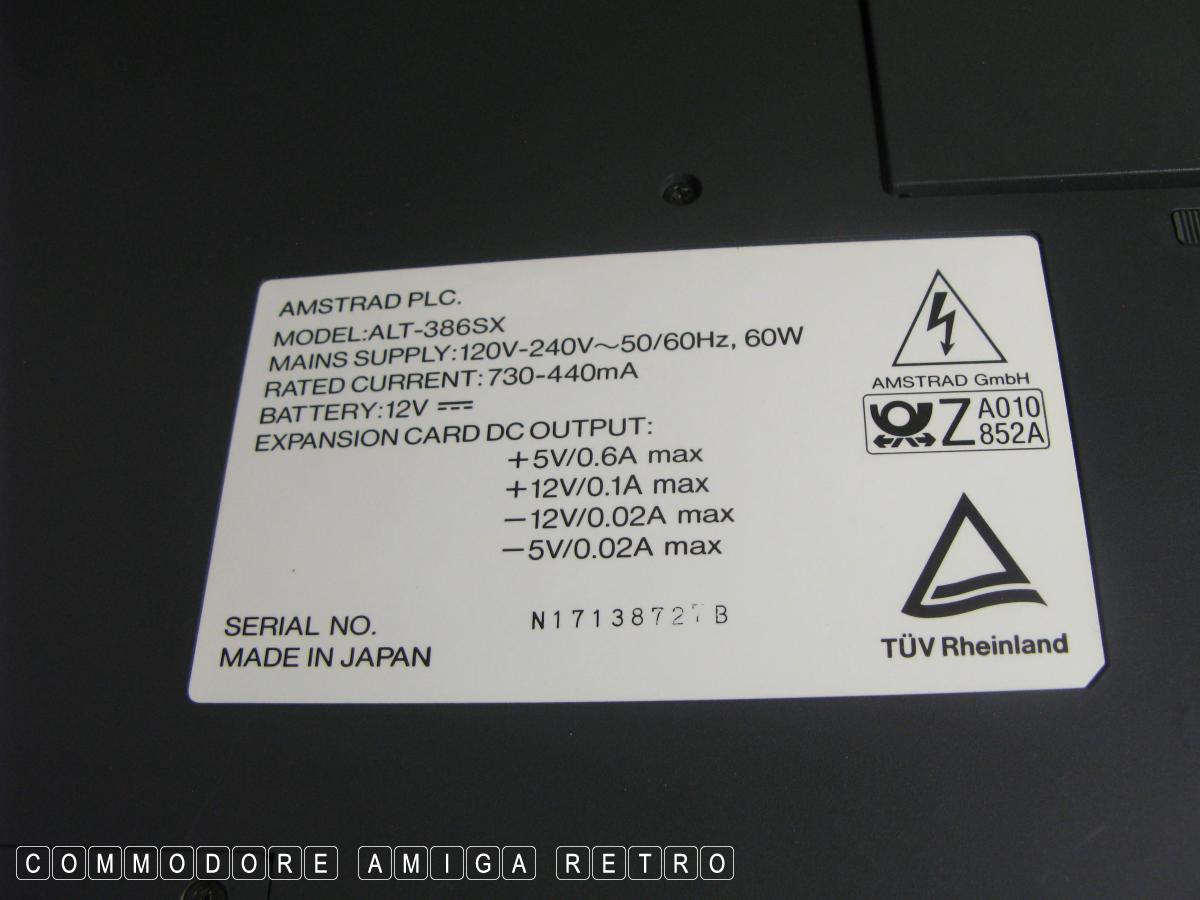 AMSTRAD PLC.
MODEL:ALT-386SX
MAINS SUPPLY:120V-240V～50/60Hz, 60W
RATED CURRENT:730-440mA
BATTERY:12V ⎓
EXPANSION CARD DC OUTPUT:
+5V/0.6A max
+12V/0.1A max
−12V/0.02A max
−5V/0.02A max
SERIAL NO.
MADE IN JAPAN
AMSTRAD GmbH
Z A010
852A
TÜV Rheinland
COMMODORE AMIGA RETRO